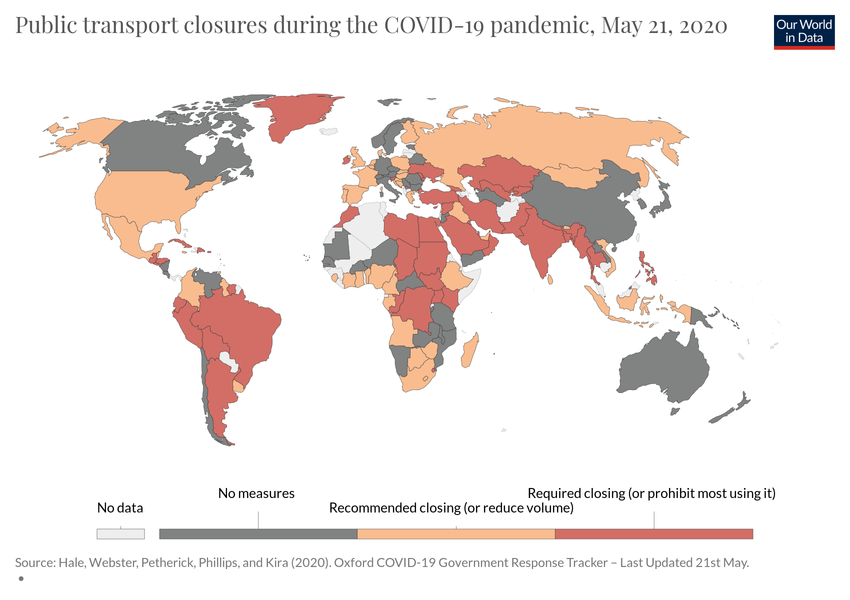 Public transport closures during the COVID-19 pandemic, May 21, 2020
Our World
in Data
No data
No measures
Recommended closing (or reduce volume)
Required closing (or prohibit most using it)
Source: Hale, Webster, Petherick, Phillips, and Kira (2020). Oxford COVID-19 Government Response Tracker – Last Updated 21st May.